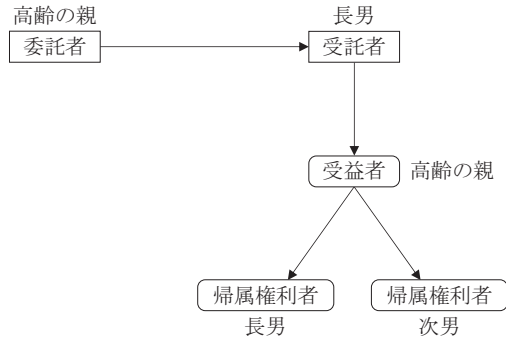 高齢の親
委託者
長男
受託者
受益者
高齢の親
帰属権利者
長男
帰属権利者
次男